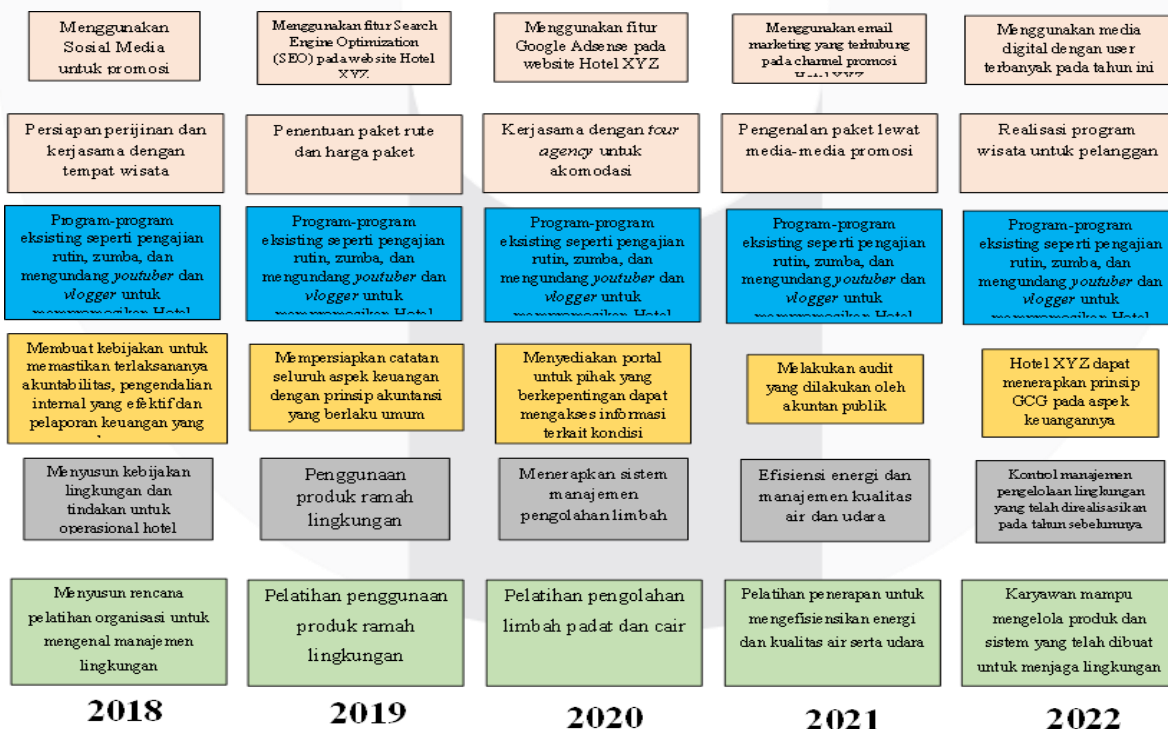 Menggunakan
Sosial Media
untuk promosi
Menggunakan fitur Search
Engine Optimization
(SEO) pada website Hotel
XYZ
Menggunakan fitur
Google Adsense pada
website Hotel XYZ
Menggunakan email
marketing yang terhubung
pada channel promosi
Hotel XYZ
Menggunakan media
digital dengan user
terbanyak pada tahun ini
Persiapan perijinan dan
kerjasama dengan
tempat wisata
Penentuan paket rute
dan harga paket
Kerjasama dengan tour
agency untuk
akomodasi
Pengenalan paket lewat
media-media promosi
Realisasi program
wisata untuk pelanggan
Program-program
eksisting seperti pengajian
rutin, zumba, dan
mengundang youtuber dan
vlogger untuk
mempromosikan Hotel
Program-program
eksisting seperti pengajian
rutin, zumba, dan
mengundang youtuber dan
vlogger untuk
mempromosikan Hotel
Program-program
eksisting seperti pengajian
rutin, zumba, dan
mengundang youtuber dan
vlogger untuk
mempromosikan Hotel
Program-program
eksisting seperti pengajian
rutin, zumba, dan
mengundang youtuber dan
vlogger untuk
mempromosikan Hotel
Program-program
eksisting seperti pengajian
rutin, zumba, dan
mengundang youtuber dan
vlogger untuk
mempromosikan Hotel
Membuat kebijakan untuk
memastikan terlaksananya
akuntabilitas, pengendalian
internal yang efektif dan
pelaporan keuangan yang
Mempersiapkan catatan
seluruh aspek keuangan
dengan prinsip akuntansi
yang berlaku umum
Menyediakan portal
untuk pihak yang
berkepentingan dapat
mengakses informasi
terkait kondisi
Melakukan audit
yang dilakukan oleh
akuntan publik
Hotel XYZ dapat
menerapkan prinsip
GCG pada aspek
keuangannya
Menyusun kebijakan
lingkungan dan
tindakan untuk
operasional hotel
Penggunaan
produk ramah
lingkungan
Menerapkan sistem
manajemen
pengolahan limbah
Efisiensi energi dan
manajemen kualitas
air dan udara
Kontrol manajemen
pengelolaan lingkungan
yang telah direalisasikan
pada tahun sebelumnya
Menyusun rencana
pelatihan organisasi untuk
mengenal manajemen
lingkungan
Pelatihan penggunaan
produk ramah
lingkungan
Pelatihan pengolahan
limbah padat dan cair
Pelatihan penerapan untuk
mengefisiensikan energi
dan kualitas air serta udara
Karyawan mampu
mengelola produk dan
sistem yang telah dibuat
untuk menjaga lingkungan
2018
2019
2020
2021
2022